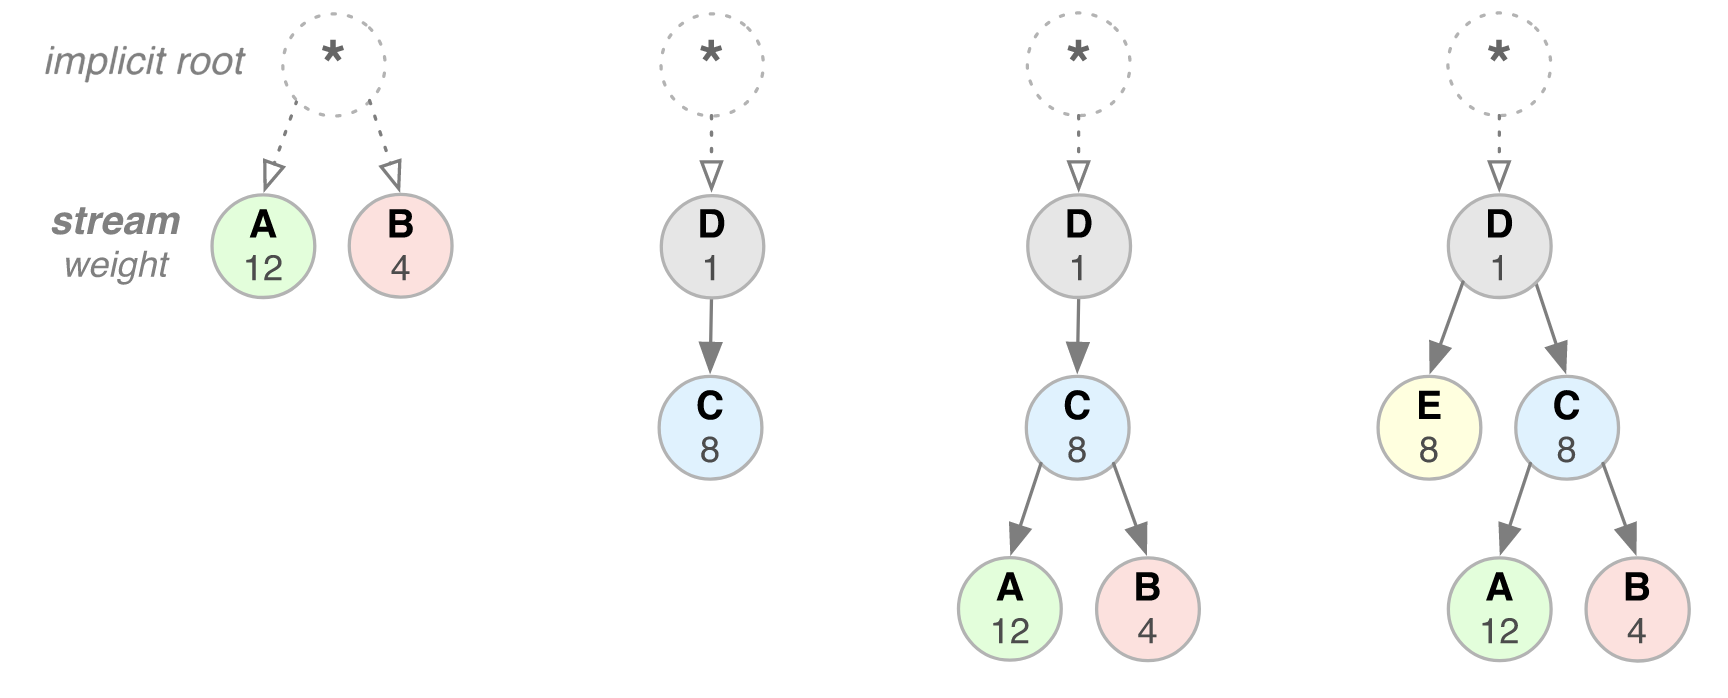 implicit root * * * *
stream A D D D
weight 12 B 1 1 1
4
C E C
8 8 8
C
8
A B A B
12 4 12 4